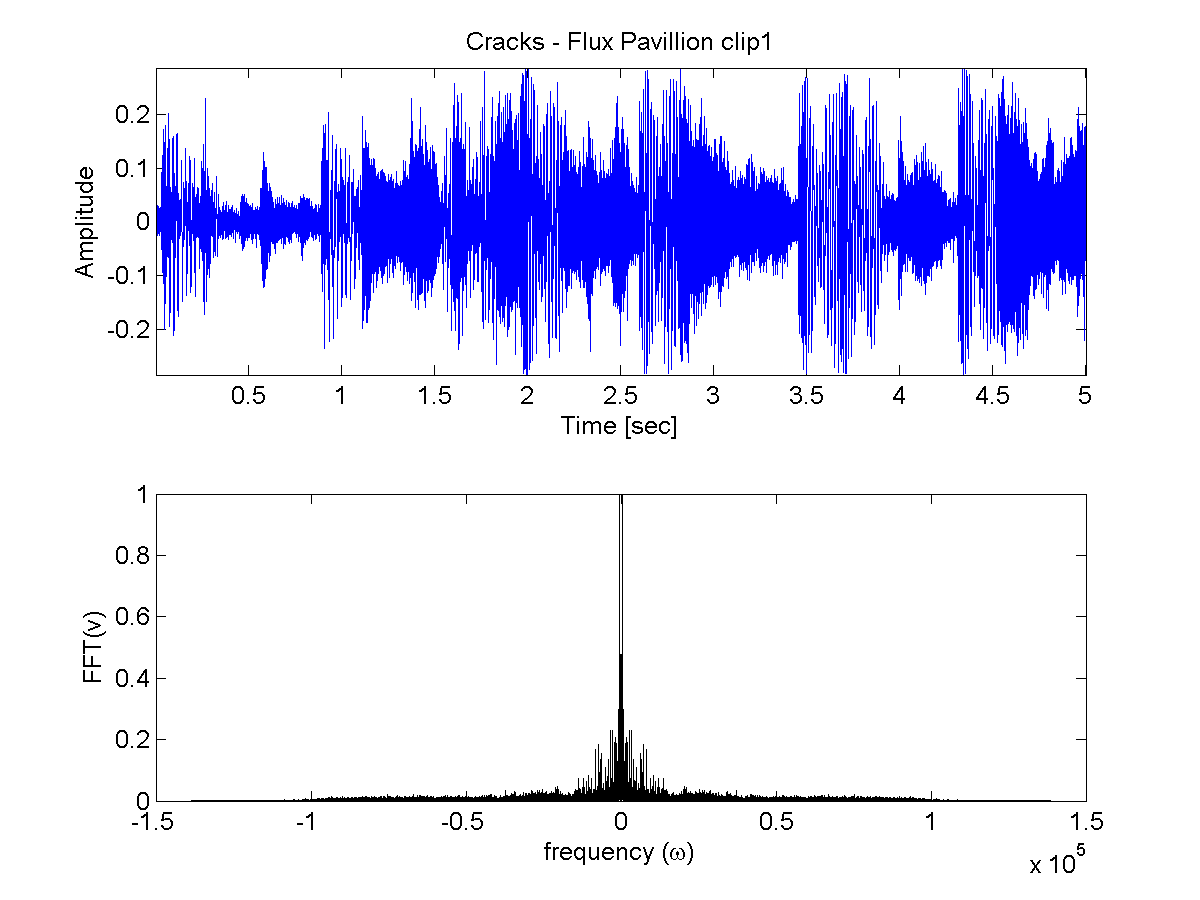 Cracks - Flux Pavillion clip1
Amplitude
0.2
0.1
0
-0.1
-0.2
0.5 1 1.5 2 2.5 3 3.5 4 4.5 5
Time [sec]
FFT(v)
1
0.8
0.6
0.4
0.2
0
-1.5 -1 -0.5 0 0.5 1 1.5
frequency (ω)
x 10^5